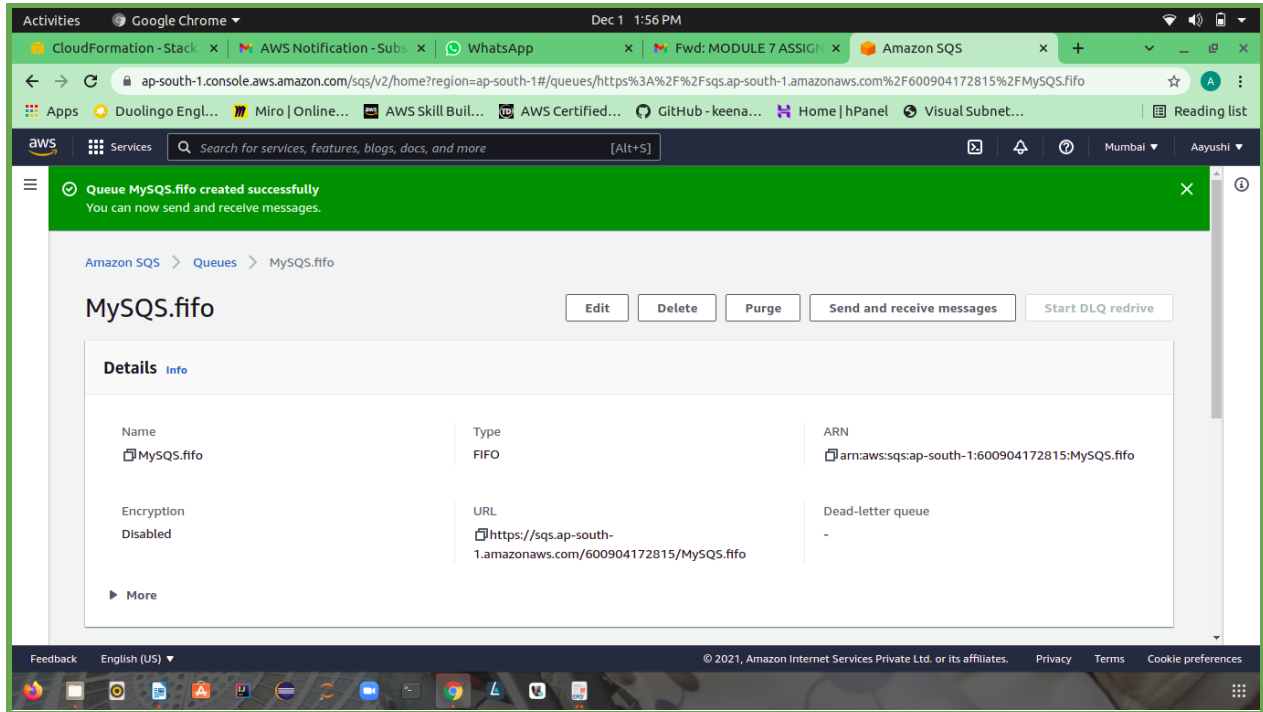 Activities Google Chrome Dec 1 1:56 PM
CloudFormation - Stack AWS Notification - Subs WhatsApp Fwd: MODULE 7 ASSIGN Amazon SQS
ap-south-1.console.aws.amazon.com/sqs/v2/home?region=ap-south-1#/queues/https%3A%2F%2Fsqs.ap-south-1.amazonaws.com%2F600904172815%2FMySQS.fifo A
Apps Duolingo Engl... Miro | Online... AWS Skill Buil... AWS Certified... GitHub - keena... Home | hPanel Visual Subnet... Reading list
aws Services Search for services, features, blogs, docs, and more [Alt+S] Mumbai Aayushi
Queue MySQS.fifo created successfully
You can now send and receive messages.
Amazon SQS Queues MySQS.fifo
MySQS.fifo Edit Delete Purge Send and receive messages Start DLQ redrive
Details Info
Name Type ARN
MySQS.fifo FIFO arn:aws:sqs:ap-south-1:600904172815:MySQS.fifo
Encryption URL Dead-letter queue
Disabled https://sqs.ap-south- -
1.amazonaws.com/600904172815/MySQS.fifo
More
Feedback English (US) © 2021, Amazon Internet Services Private Ltd. or its affiliates. Privacy Terms Cookie preferences